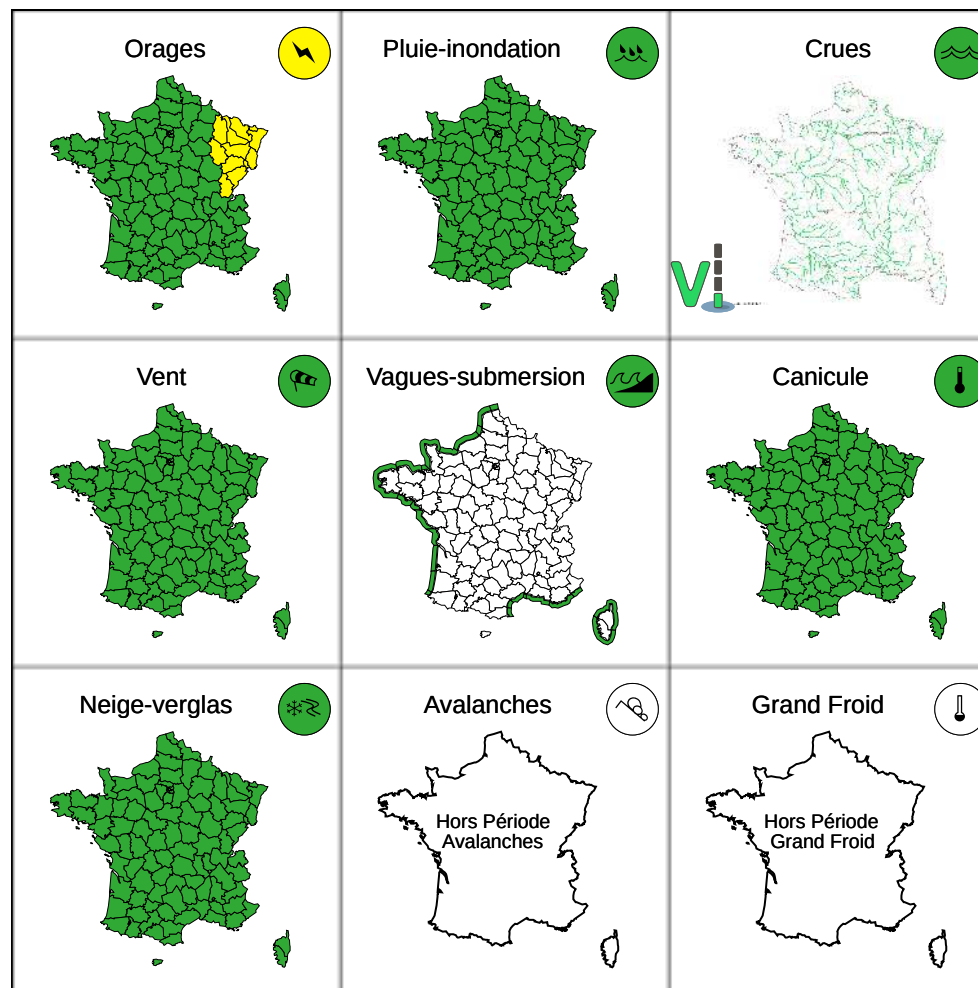 Orages
Pluie-inondation
Crues
Vi
Vent
Vagues-submersion
Canicule
Neige-verglas
Avalanches
Grand Froid
Hors Période
Avalanches
Hors Période
Grand Froid